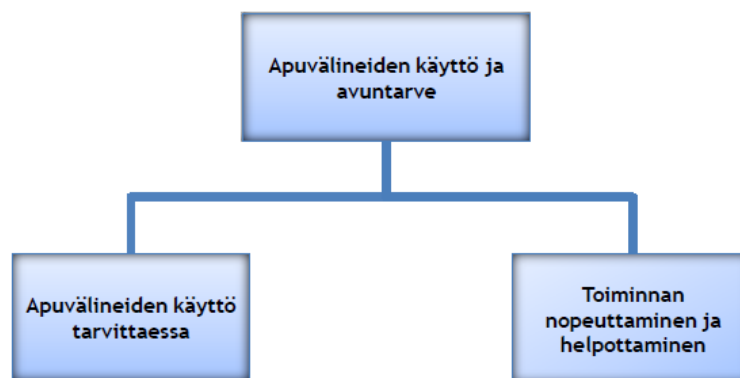 Apuvälineiden käyttö ja
avuntarve
Apuvälineiden käyttö
tarvittaessa
Toiminnan
nopeuttaminen ja
helpottaminen